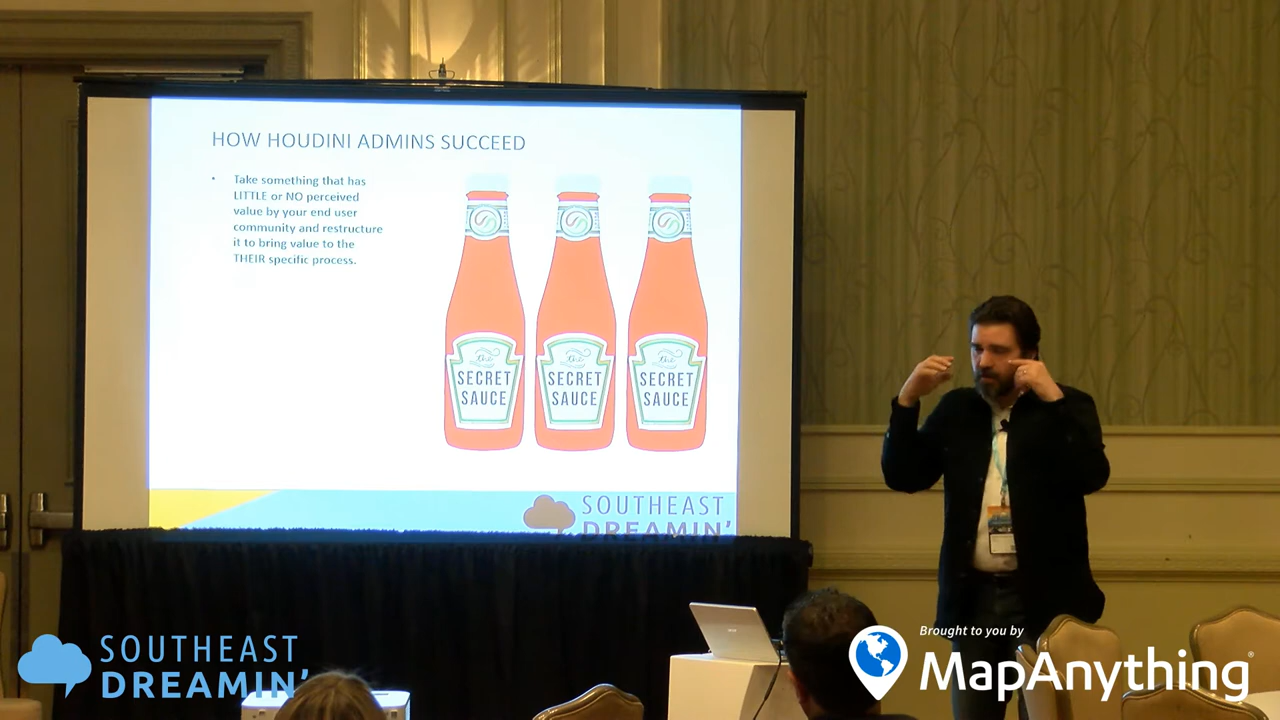 HOW HOUDINI ADMINS SUCCEED
• Take something that has
LITTLE or NO perceived
value by your end user
community and restructure
it to bring value to the
THEIR specific process.
SECRET
SAUCE
SECRET
SAUCE
SECRET
SAUCE
SOUTHEAST
DREAMIN'
SOUTHEAST
DREAMIN'
Brought to you by
MapAnything®